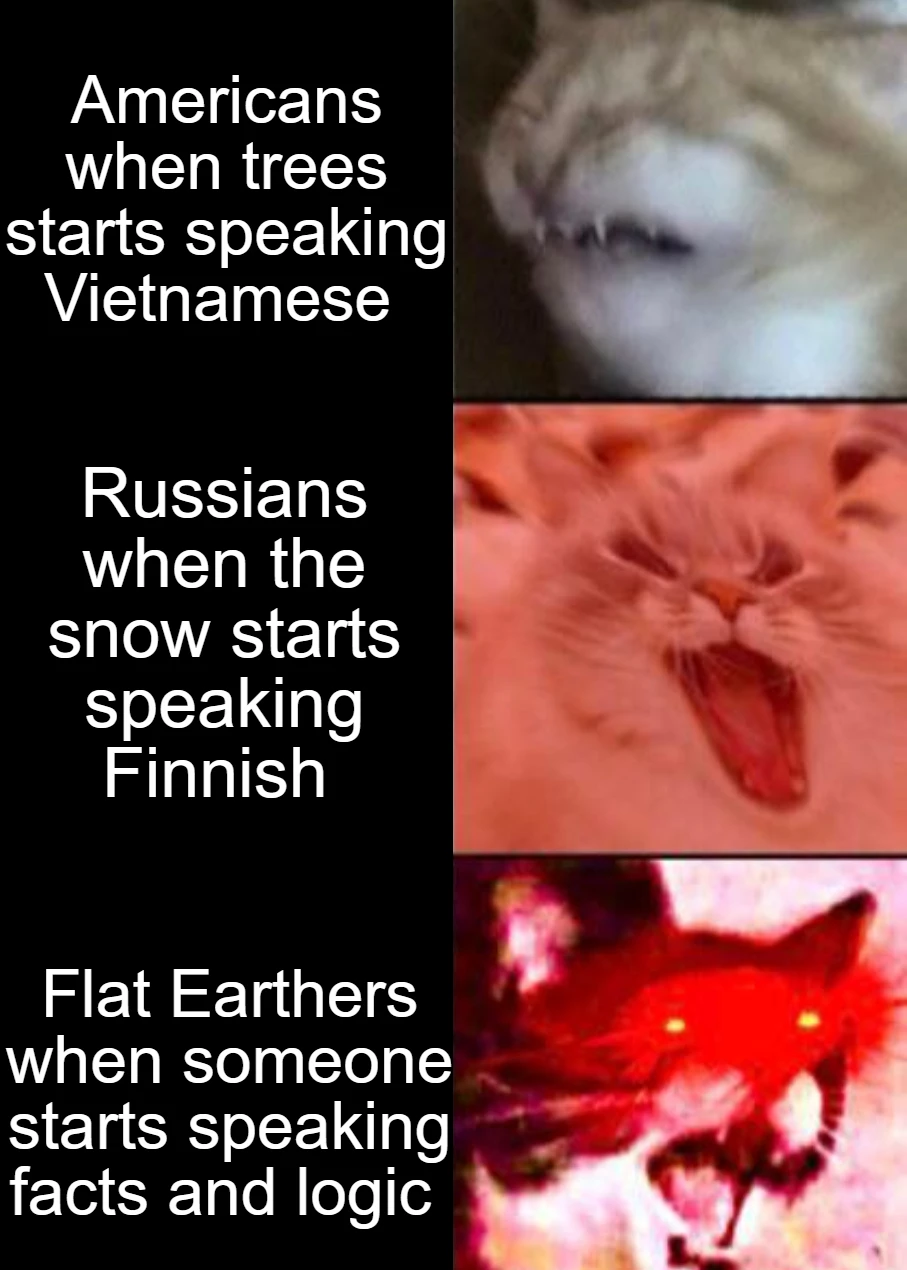 Americans
when trees
starts speaking
Vietnamese
Russians
when the
snow starts
speaking
Finnish
Flat Earthers
when someone
starts speaking
facts and logic